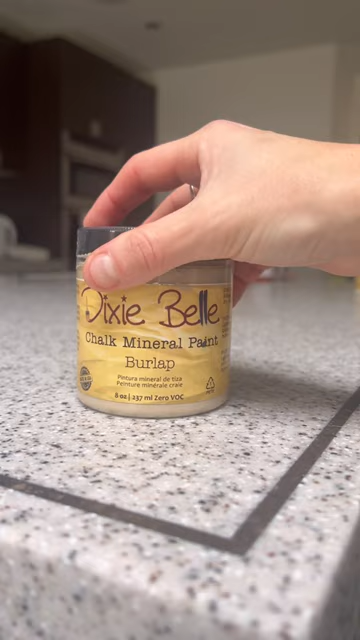 Dixie Belle
Chalk Mineral Paint
Burlap
Pintura mineral de tiza
Peinture minérale craie
8 oz | 237 ml Zero VOC